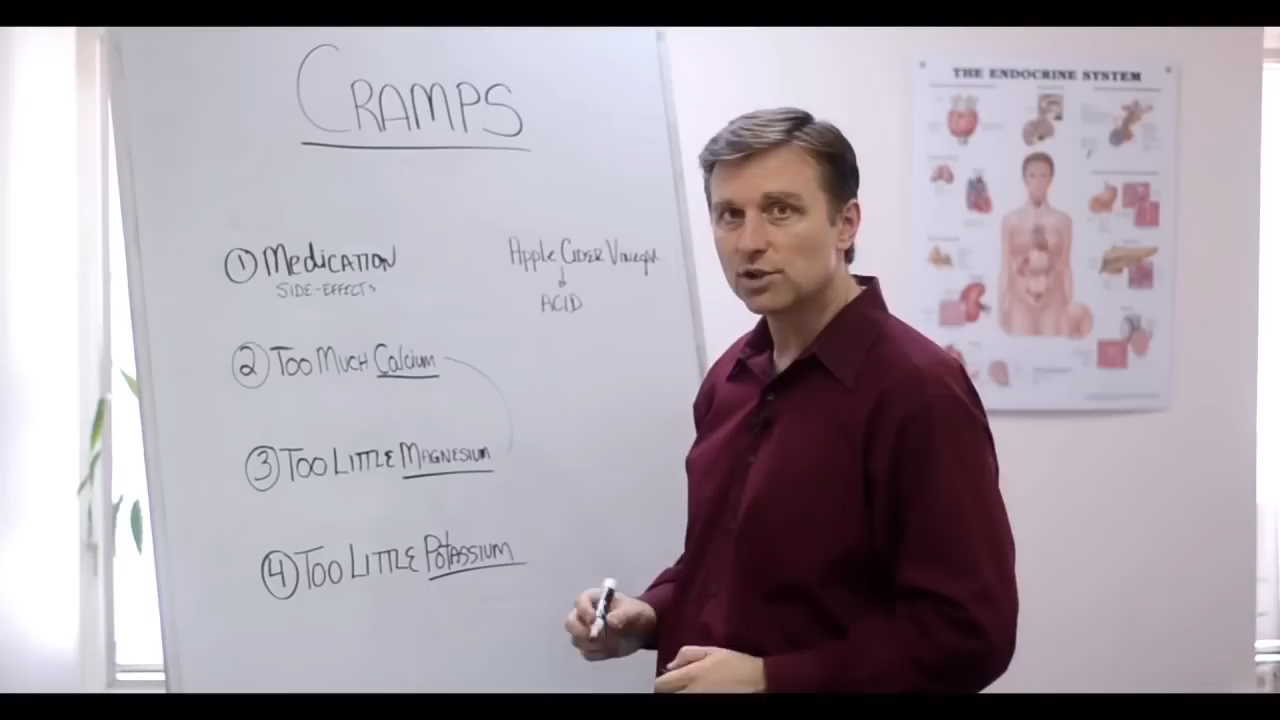 CRAMPS
① MEDICATION
SIDE-EFFECTS
② TOO MUCH Calcium
③ TOO LITTLE MAGNESIUM
④ TOO LITTLE POTASSIUM
Apple CIDER VINEGAR
ACID
THE ENDOCRINE SYSTEM